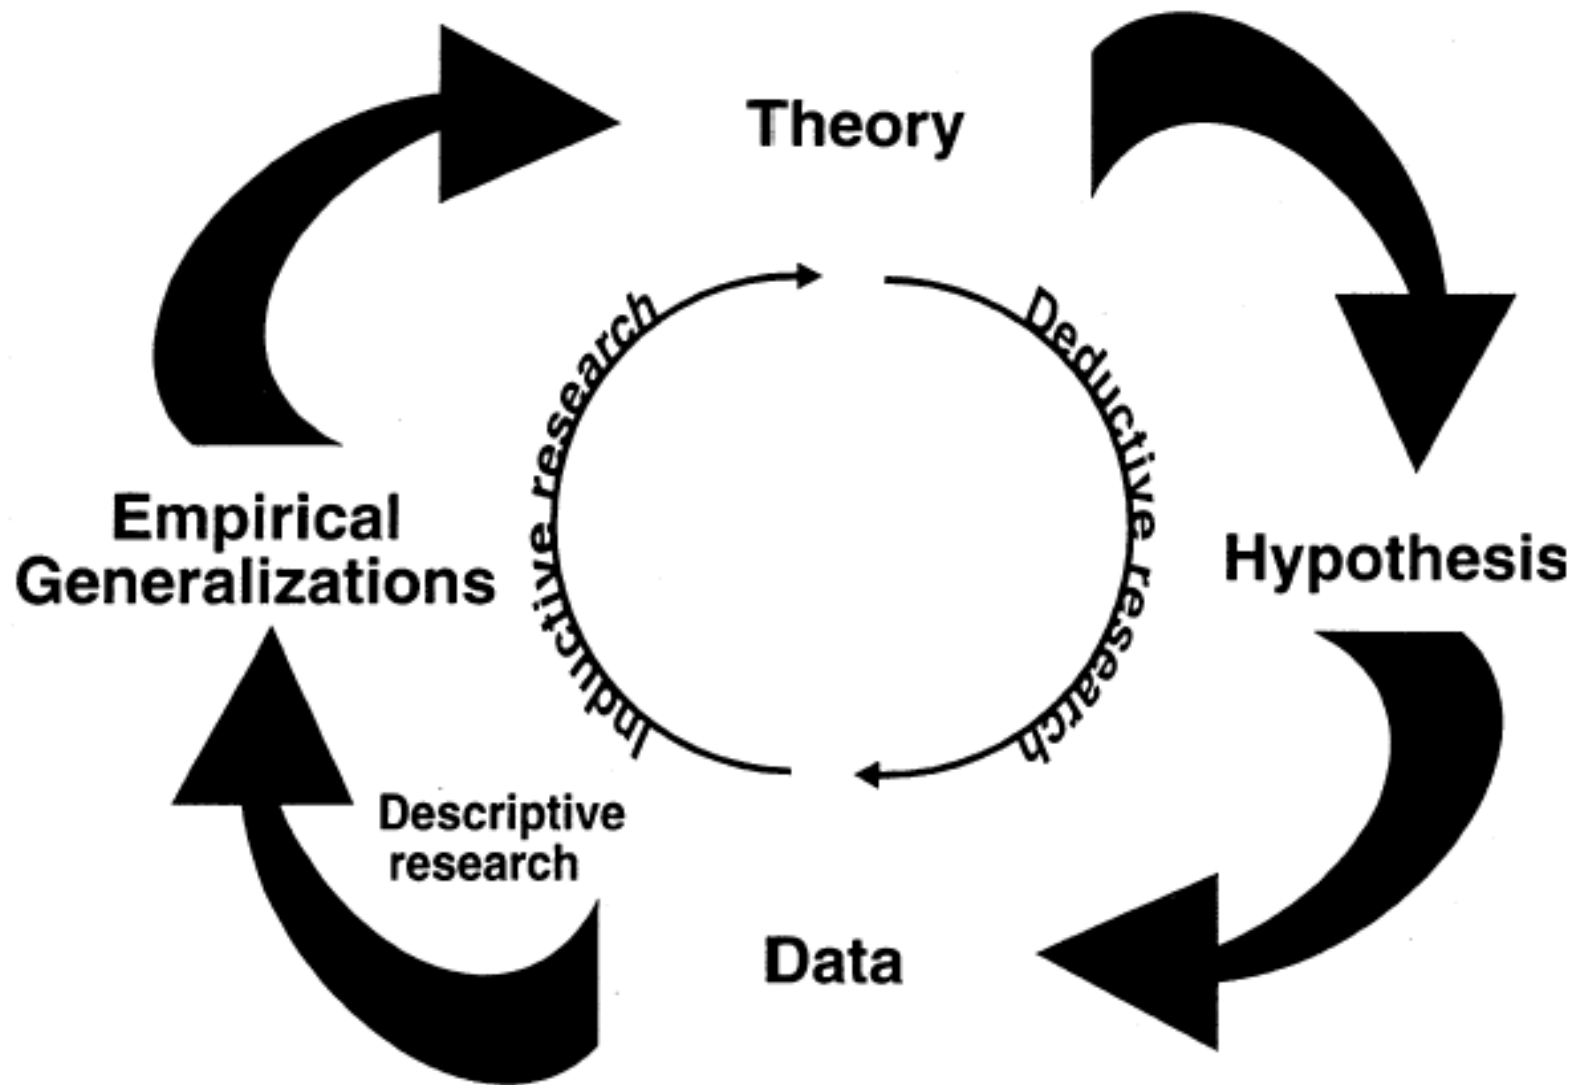 Theory
Inductive research
Deductive research
Empirical
Generalizations
Hypothesis
Descriptive
research
Data